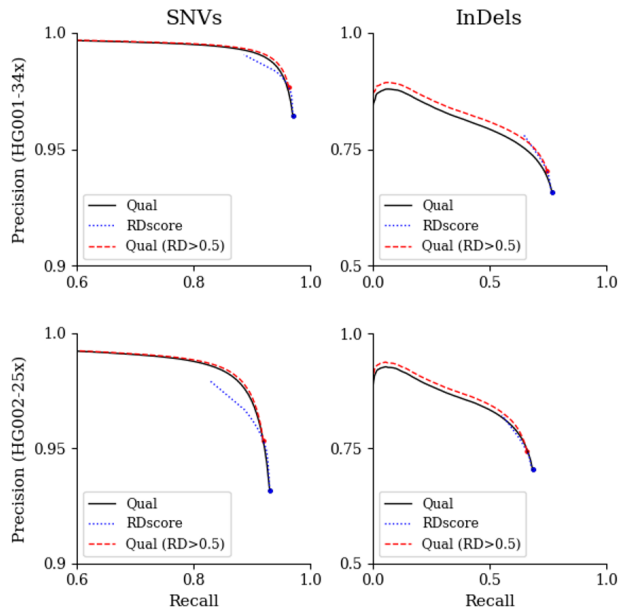 SNVs
InDels
1.0
0.95
0.9
0.6
0.8
1.0
Precision (HG001-34x)
Qual
RDscore
Qual (RD>0.5)
1.0
0.75
0.5
0.0
0.5
1.0
Qual
RDscore
Qual (RD>0.5)
1.0
0.95
0.9
0.6
0.8
1.0
Precision (HG002-25x)
Recall
Qual
RDscore
Qual (RD>0.5)
1.0
0.75
0.5
0.0
0.5
1.0
Recall
Qual
RDscore
Qual (RD>0.5)